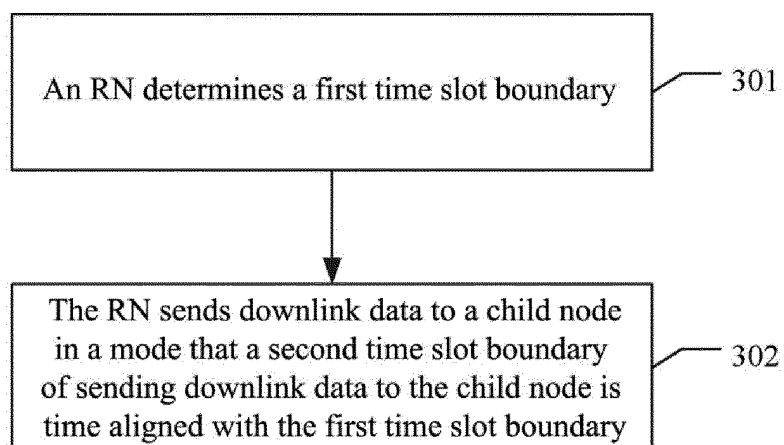 An RN determines a first time slot boundary
301
The RN sends downlink data to a child node
in a mode that a second time slot boundary
of sending downlink data to the child node is
time aligned with the first time slot boundary
302